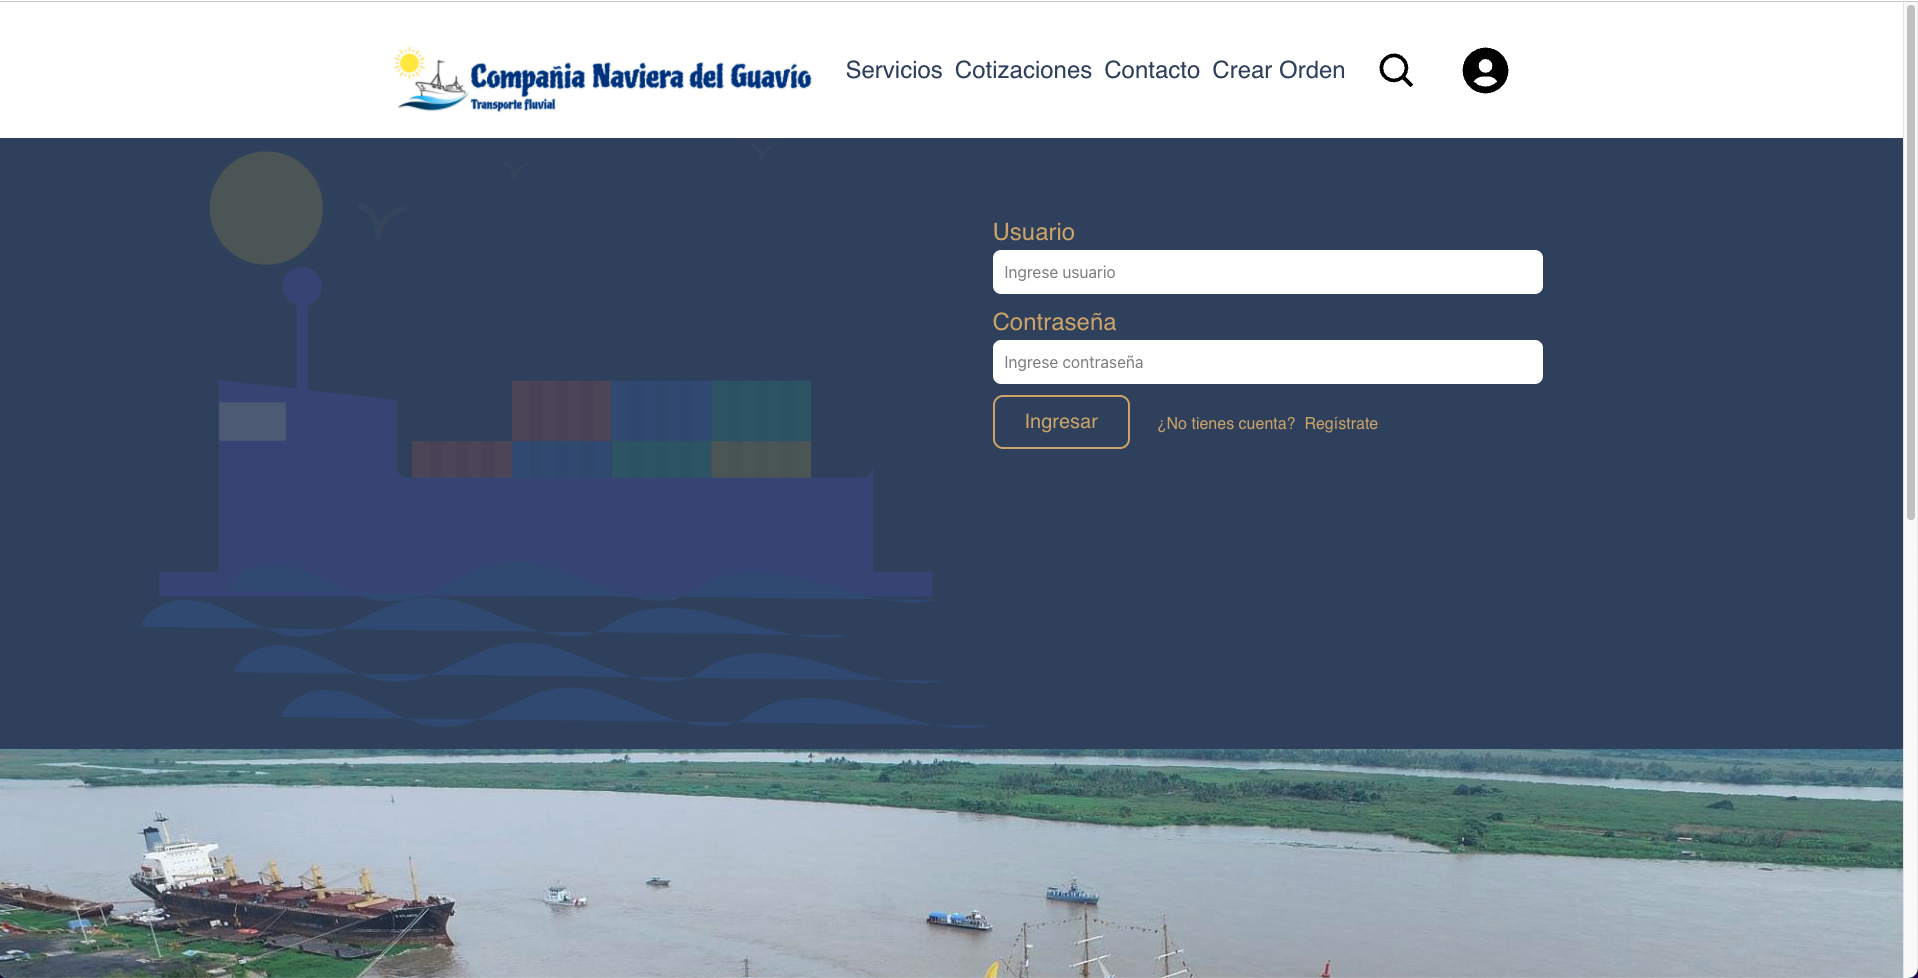 Compañia Naviera del Guavío
Transporte fluvial
Servicios Cotizaciones Contacto Crear Orden
Usuario
Ingrese usuario
Contraseña
Ingrese contraseña
Ingresar
¿No tienes cuenta? Regístrate